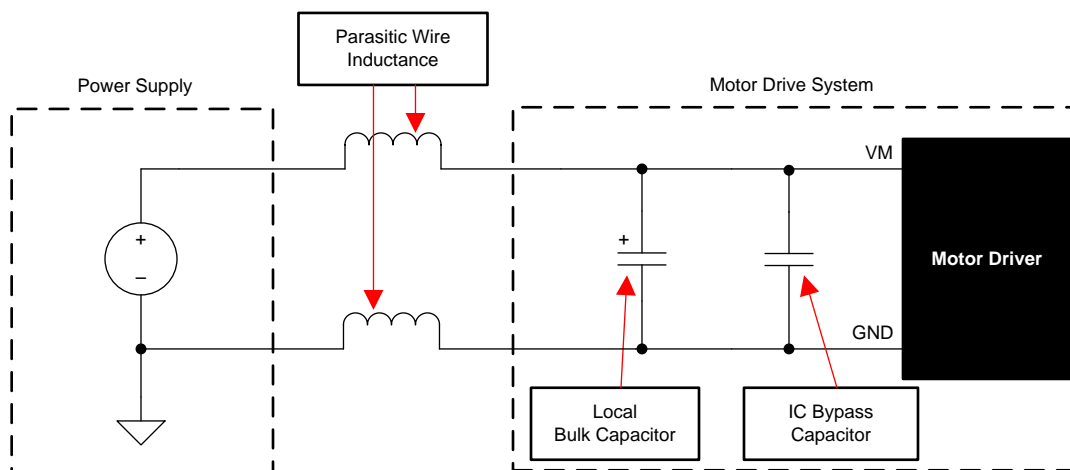 Parasitic Wire
Inductance
Power Supply
Motor Drive System
VM
+
+
−
Motor Driver
GND
Local
Bulk Capacitor
IC Bypass
Capacitor